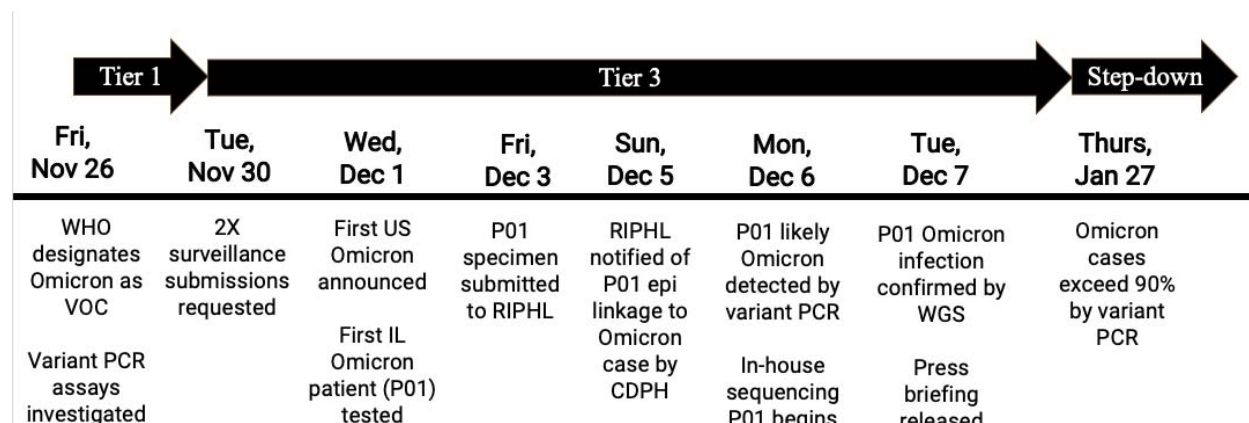 Tier 1
Tier 3
Step-down
Fri,
Nov 26
Tue,
Nov 30
Wed,
Dec 1
Fri,
Dec 3
Sun,
Dec 5
Mon,
Dec 6
Tue,
Dec 7
Thurs,
Jan 27
WHO
designates
Omicron as
VOC
Variant PCR
assays
investigated
2X
surveillance
submissions
requested
First US
Omicron
announced
First IL
Omicron
patient (P01)
tested
P01
specimen
submitted
to RIPHL
RIPHL
notified of
P01 epi
linkage to
Omicron
case by
CDPH
P01 likely
Omicron
detected by
variant PCR
In-house
sequencing
P01 begins
P01 Omicron
infection
confirmed by
WGS
Press
briefing
released
Omicron
cases
exceed 90%
by variant
PCR